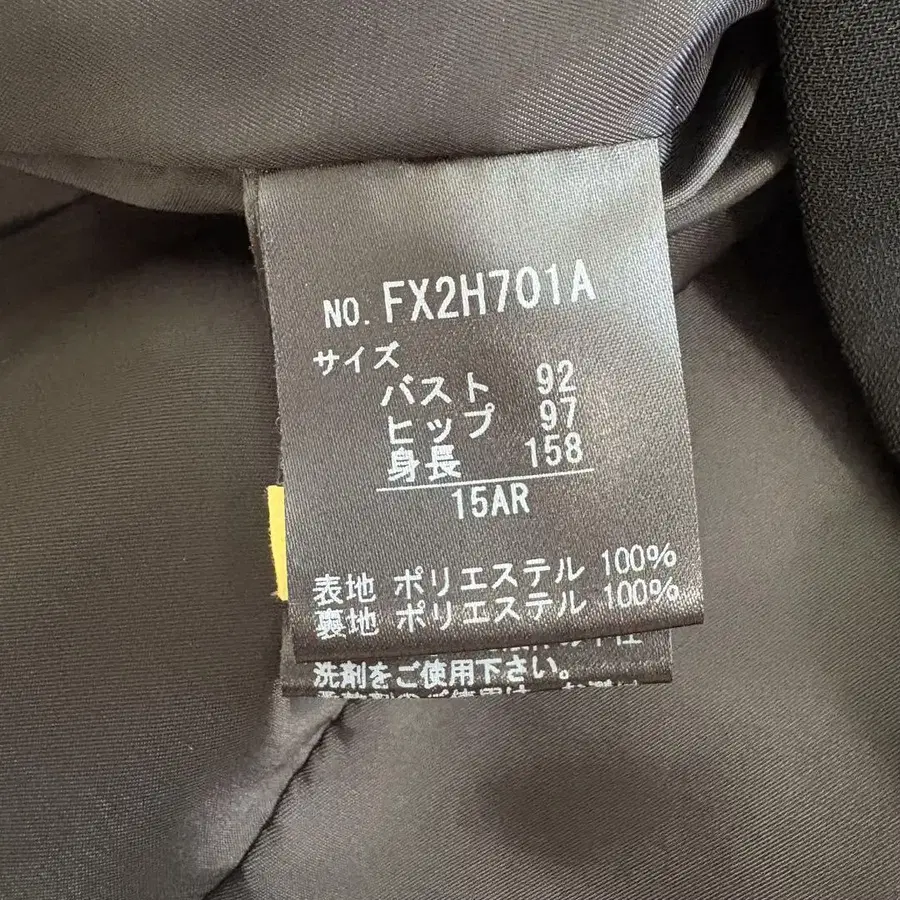 NO. FX2H701A
サイズ
バスト 92
ヒップ 97
身長 158
15AR
表地 ポリエステル 100%
裏地 ポリエステル 100%
洗剤をご使用下さい。